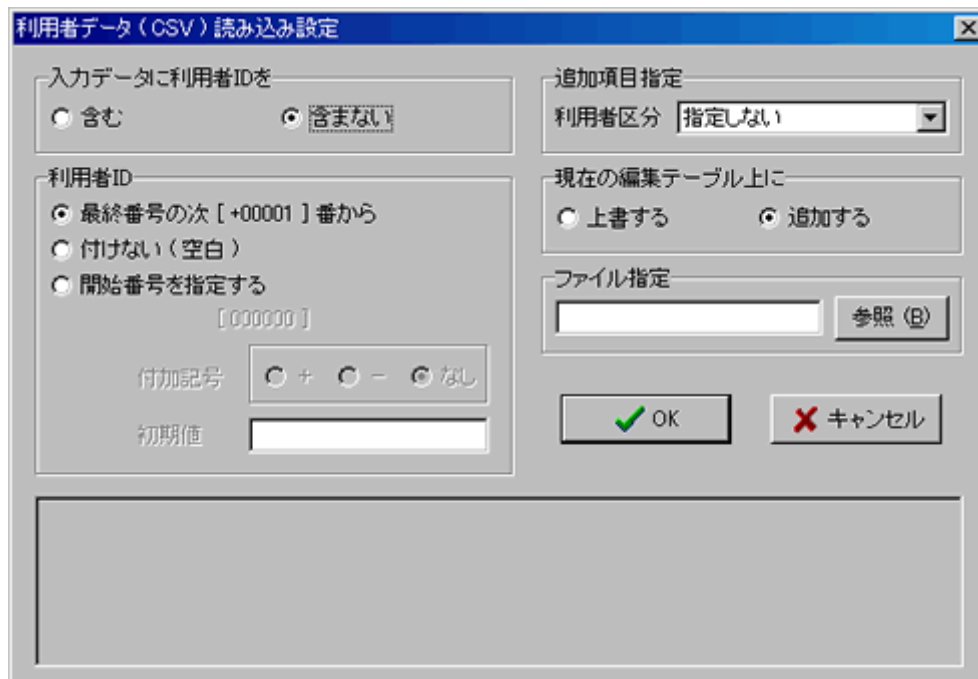 利用者データ（CSV）読み込み設定
入力データに利用者IDを
含む 含まない
利用者ID
最終番号の次 [ +00001 ] 番から
付けない（空白）
開始番号を指定する
[ 000000 ]
付加記号 + - なし
初期値
追加項目指定
利用者区分 指定しない
現在の編集テーブル上に
上書する 追加する
ファイル指定
参照 (B)
OK キャンセル